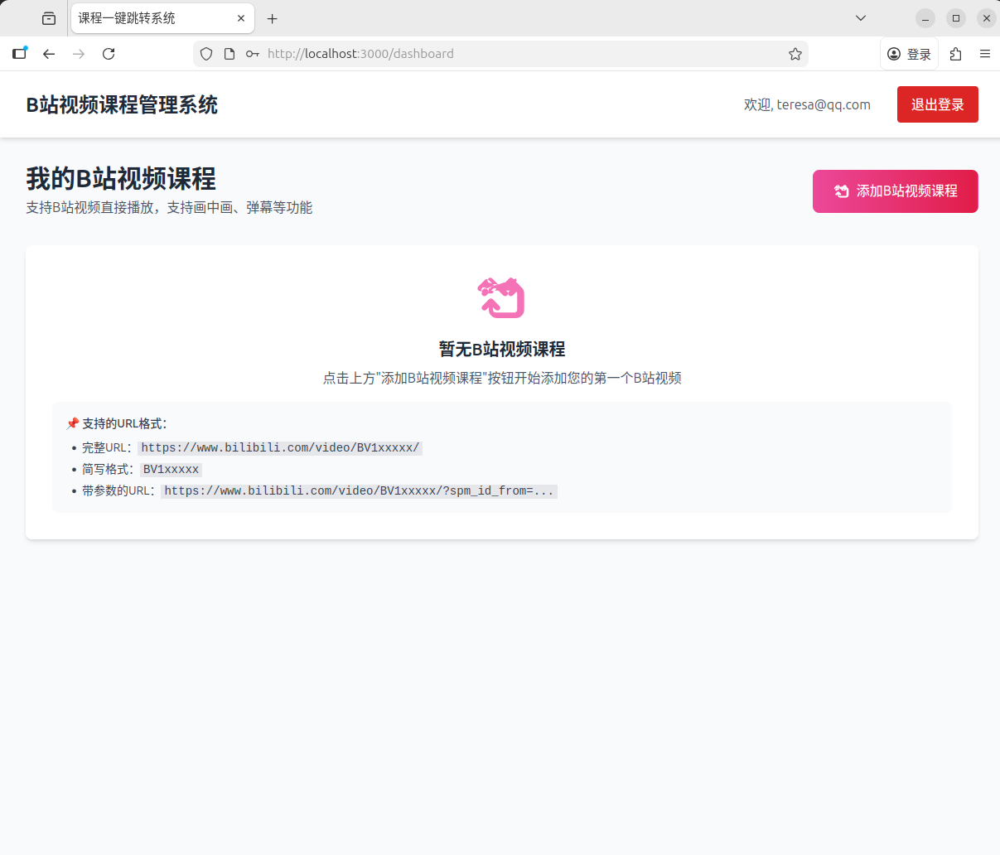 课程一键跳转系统
http://localhost:3000/dashboard
登录
B站视频课程管理系统
欢迎, teresa@qq.com
退出登录
我的B站视频课程
支持B站视频直接播放，支持画中画、弹幕等功能
添加B站视频课程
暂无B站视频课程
点击上方"添加B站视频课程"按钮开始添加您的第一个B站视频
📌 支持的URL格式：
• 完整URL： https://www.bilibili.com/video/BV1xxxxx/
• 简写格式： BV1xxxxx
• 带参数的URL： https://www.bilibili.com/video/BV1xxxxx/?spm_id_from=...